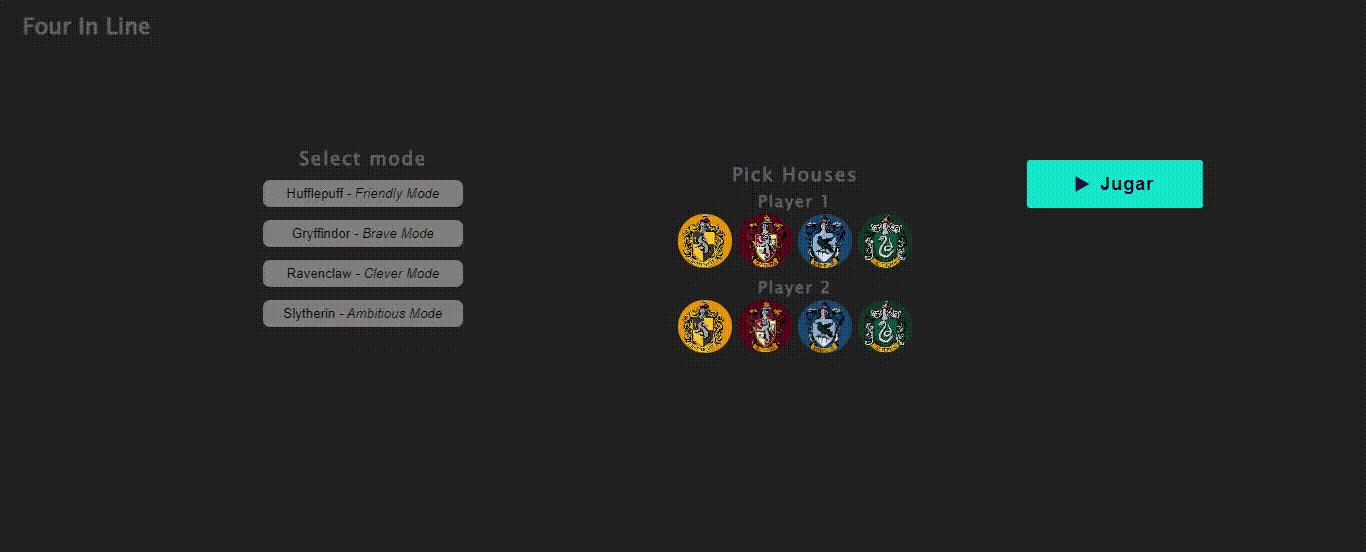 Four In Line
Select mode
Hufflepuff - Friendly Mode
Gryffindor - Brave Mode
Ravenclaw - Clever Mode
Slytherin - Ambitious Mode
Pick Houses
Player 1
Player 2
Jugar